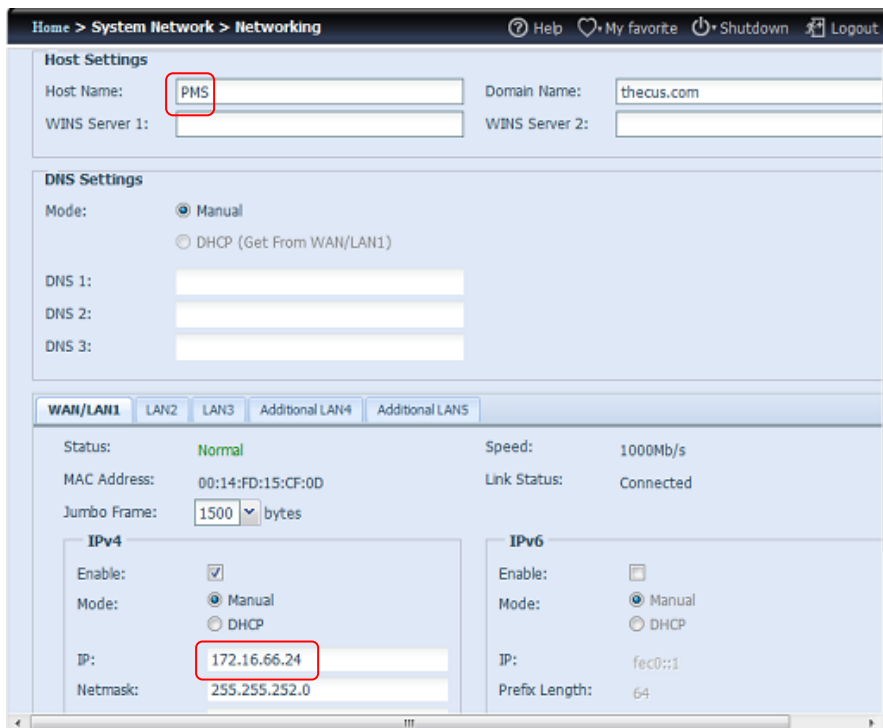 Home > System Network > Networking Help My favorite Shutdown Logout
Host Settings
Host Name: PMS Domain Name: thecus.com
WINS Server 1: WINS Server 2:
DNS Settings
Mode: Manual
DHCP (Get From WAN/LAN1)
DNS 1:
DNS 2:
DNS 3:
WAN/LAN1 LAN2 LAN3 Additional LAN4 Additional LAN5
Status: Normal Speed: 1000Mb/s
MAC Address: 00:14:FD:15:CF:0D Link Status: Connected
Jumbo Frame: 1500 bytes
IPv4 IPv6
Enable: Enable:
Mode: Manual Mode: Manual
DHCP DHCP
IP: 172.16.66.24 IP: fec0::1
Netmask: 255.255.252.0 Prefix Length: 64